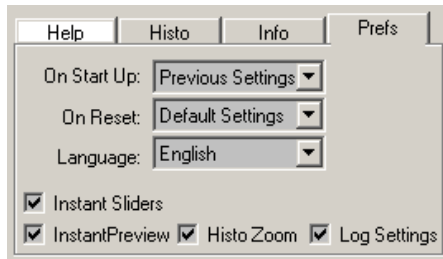 Help Histo Info Prefs
On Start Up: Previous Settings
On Reset: Default Settings
Language: English
Instant Sliders
InstantPreview Histo Zoom Log Settings